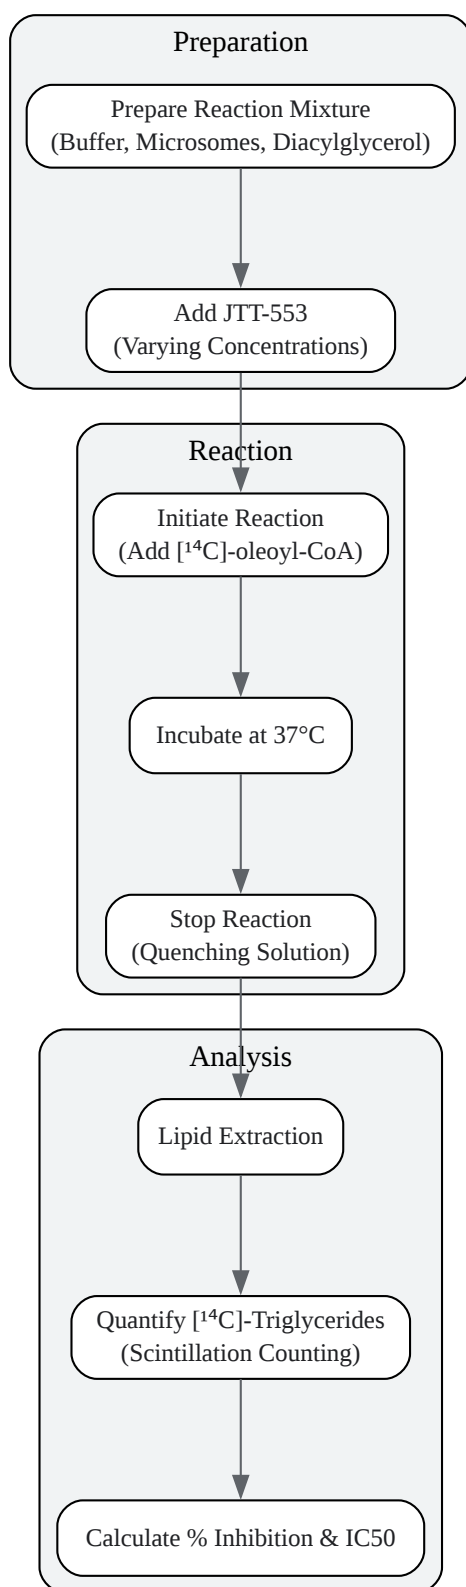 Preparation
Prepare Reaction Mixture
(Buffer, Microsomes, Diacylglycerol)
Add JTT-553
(Varying Concentrations)
Reaction
Initiate Reaction
(Add [¹⁴C]-oleoyl-CoA)
Incubate at 37°C
Stop Reaction
(Quenching Solution)
Analysis
Lipid Extraction
Quantify [¹⁴C]-Triglycerides
(Scintillation Counting)
Calculate % Inhibition & IC50